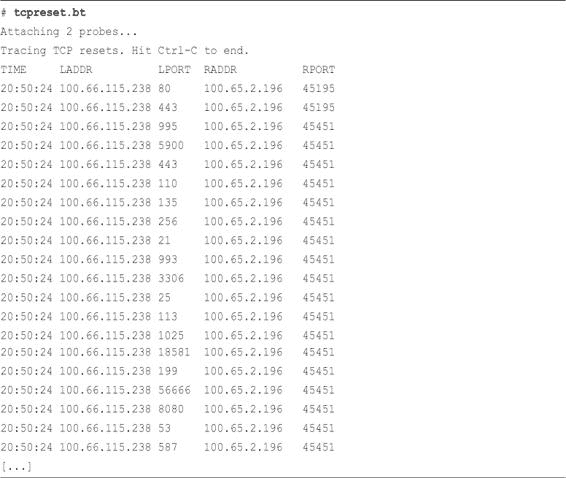 # tcpreset.bt
Attaching 2 probes...
Tracing TCP resets. Hit Ctrl-C to end.
TIME     LADDR          LPORT  RADDR          RPORT
20:50:24 100.66.115.238 80     100.65.2.196   45195
20:50:24 100.66.115.238 443    100.65.2.196   45195
20:50:24 100.66.115.238 995    100.65.2.196   45451
20:50:24 100.66.115.238 5900   100.65.2.196   45451
20:50:24 100.66.115.238 443    100.65.2.196   45451
20:50:24 100.66.115.238 110    100.65.2.196   45451
20:50:24 100.66.115.238 135    100.65.2.196   45451
20:50:24 100.66.115.238 256    100.65.2.196   45451
20:50:24 100.66.115.238 21     100.65.2.196   45451
20:50:24 100.66.115.238 993    100.65.2.196   45451
20:50:24 100.66.115.238 3306   100.65.2.196   45451
20:50:24 100.66.115.238 25     100.65.2.196   45451
20:50:24 100.66.115.238 113    100.65.2.196   45451
20:50:24 100.66.115.238 1025   100.65.2.196   45451
20:50:24 100.66.115.238 18581  100.65.2.196   45451
20:50:24 100.66.115.238 199    100.65.2.196   45451
20:50:24 100.66.115.238 56666  100.65.2.196   45451
20:50:24 100.66.115.238 8080   100.65.2.196   45451
20:50:24 100.66.115.238 53     100.65.2.196   45451
20:50:24 100.66.115.238 587    100.65.2.196   45451
[...]